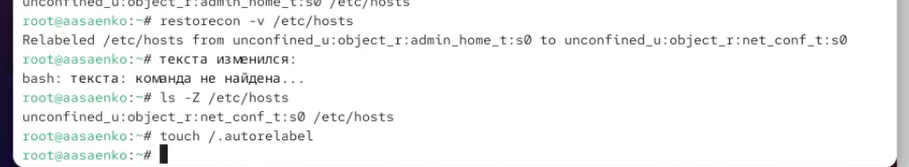 unconfined_u:object_r:admin_home_t:s0 /etc/hosts
root@aasaenko:~# restorecon -v /etc/hosts
Relabeled /etc/hosts from unconfined_u:object_r:admin_home_t:s0 to unconfined_u:object_r:net_conf_t:s0
root@aasaenko:~# текста изменился:
bash: текста: команда не найдена...
root@aasaenko:~# ls -Z /etc/hosts
unconfined_u:object_r:net_conf_t:s0 /etc/hosts
root@aasaenko:~# touch /.autorelabel
root@aasaenko:~#